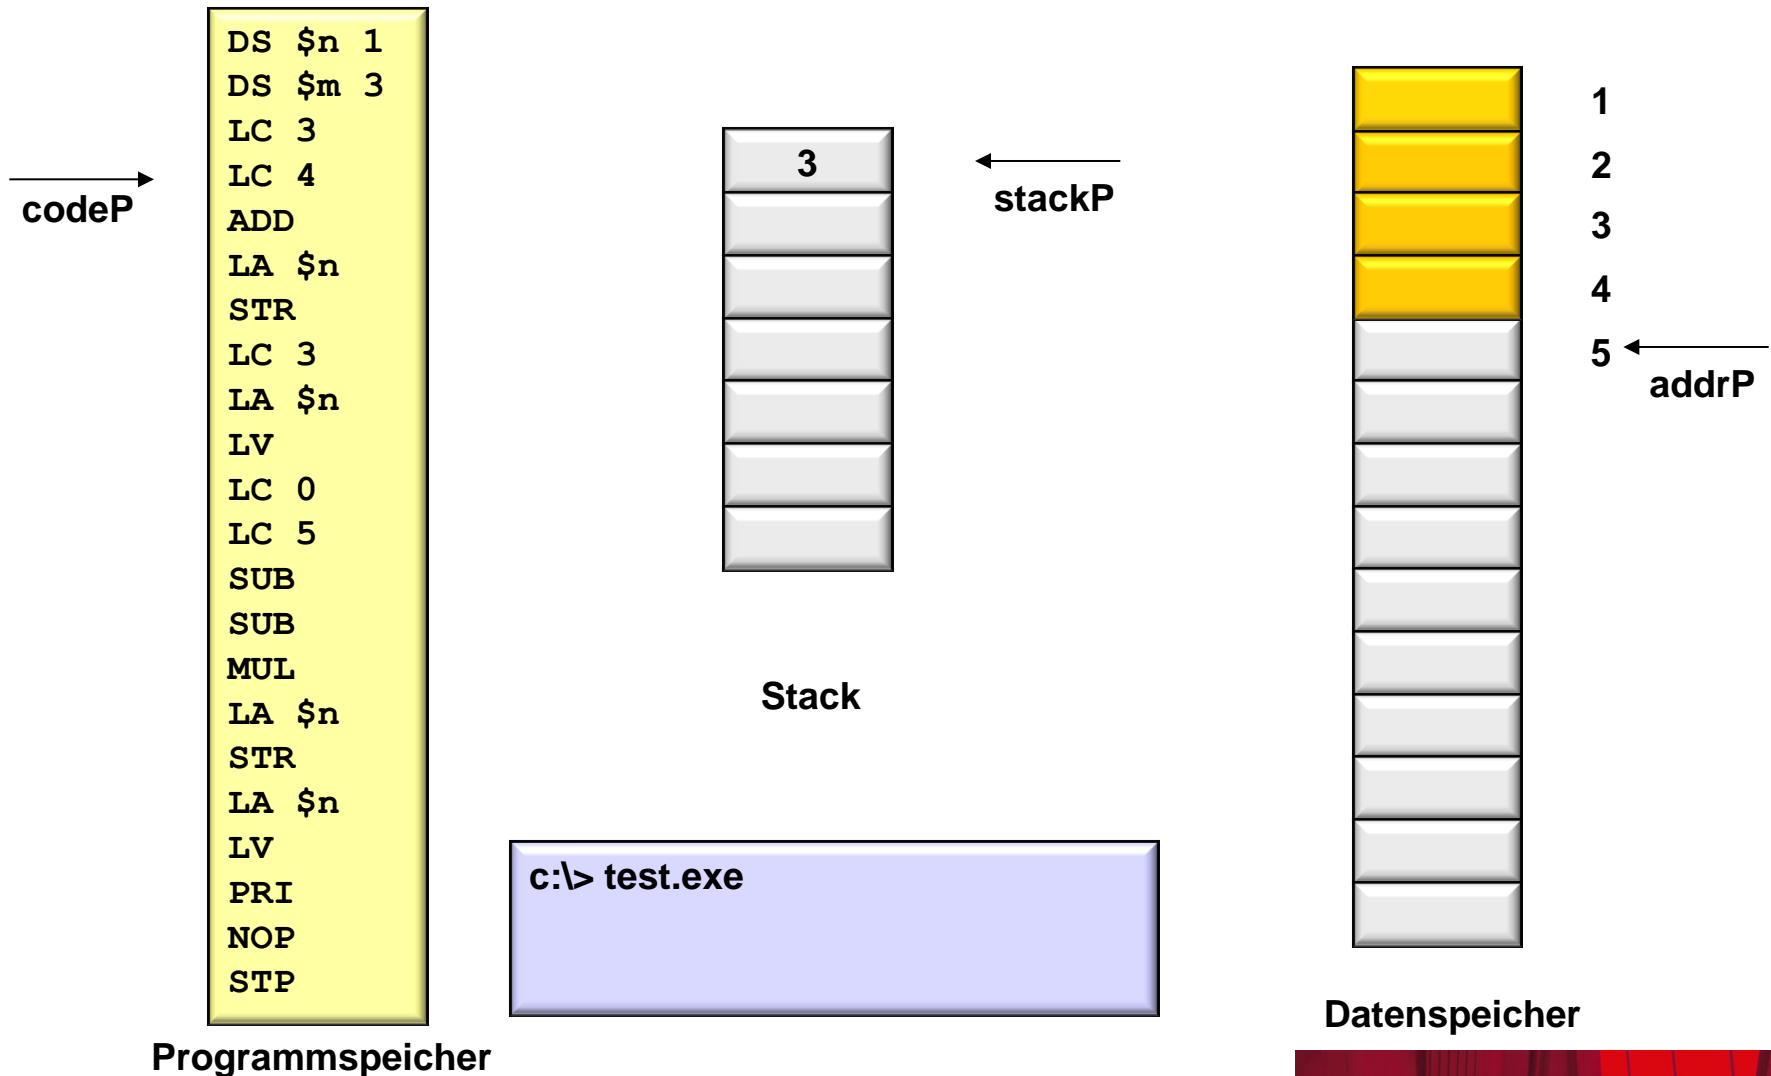 DS $n 1
DS $m 3
LC 3
LC 4
ADD
LA $n
STR
LC 3
LA $n
LV
LC 0
LC 5
SUB
SUB
MUL
LA $n
STR
LA $n
LV
PRI
NOP
STP
codeP
Programmspeicher
3
stackP
Stack
c:\> test.exe
1
2
3
4
5
addrP
Datenspeicher